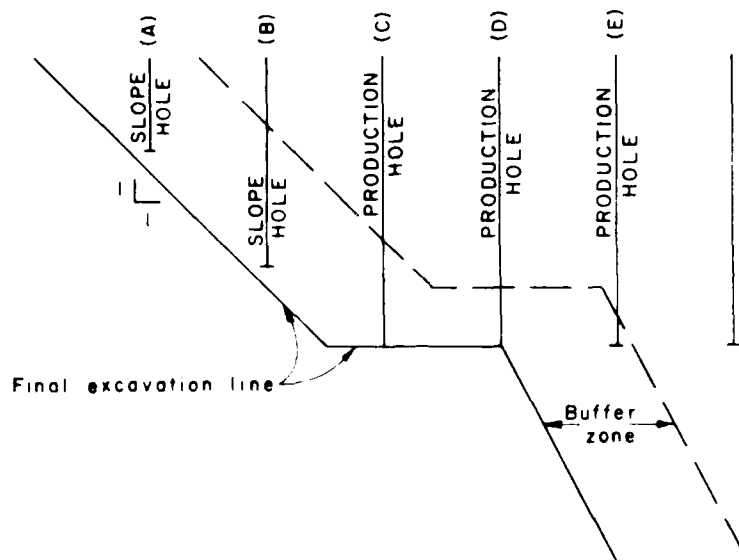 (A)
SLOPE
HOLE
(B)
SLOPE
HOLE
(C)
PRODUCTION
HOLE
(D)
PRODUCTION
HOLE
(E)
PRODUCTION
HOLE
1
1
Final excavation line
Buffer
zone